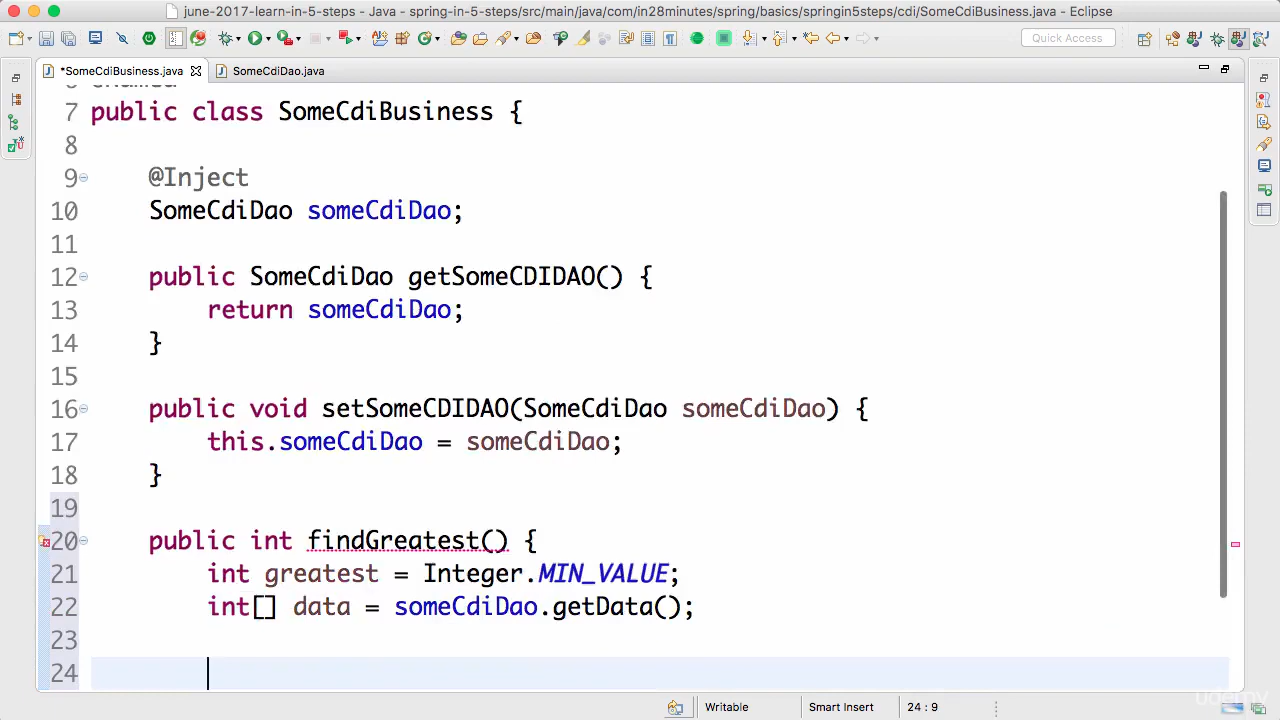 june-2017-learn-in-5-steps - Java - spring-in-5-steps/src/main/java/com/in28minutes/spring/basics/springin5steps/cdi/SomeCdiBusiness.java - Eclipse
Quick Access
*SomeCdiBusiness.java
SomeCdiDao.java
7 public class SomeCdiBusiness {
8
9 @Inject
10 SomeCdiDao someCdiDao;
11
12 public SomeCdiDao getSomeCDIDAO() {
13 return someCdiDao;
14 }
15
16 public void setSomeCDIDAO(SomeCdiDao someCdiDao) {
17 this.someCdiDao = someCdiDao;
18 }
19
20 public int findGreatest() {
21 int greatest = Integer.MIN_VALUE;
22 int[] data = someCdiDao.getData();
23
24
Writable
Smart Insert
24 : 9
udemy